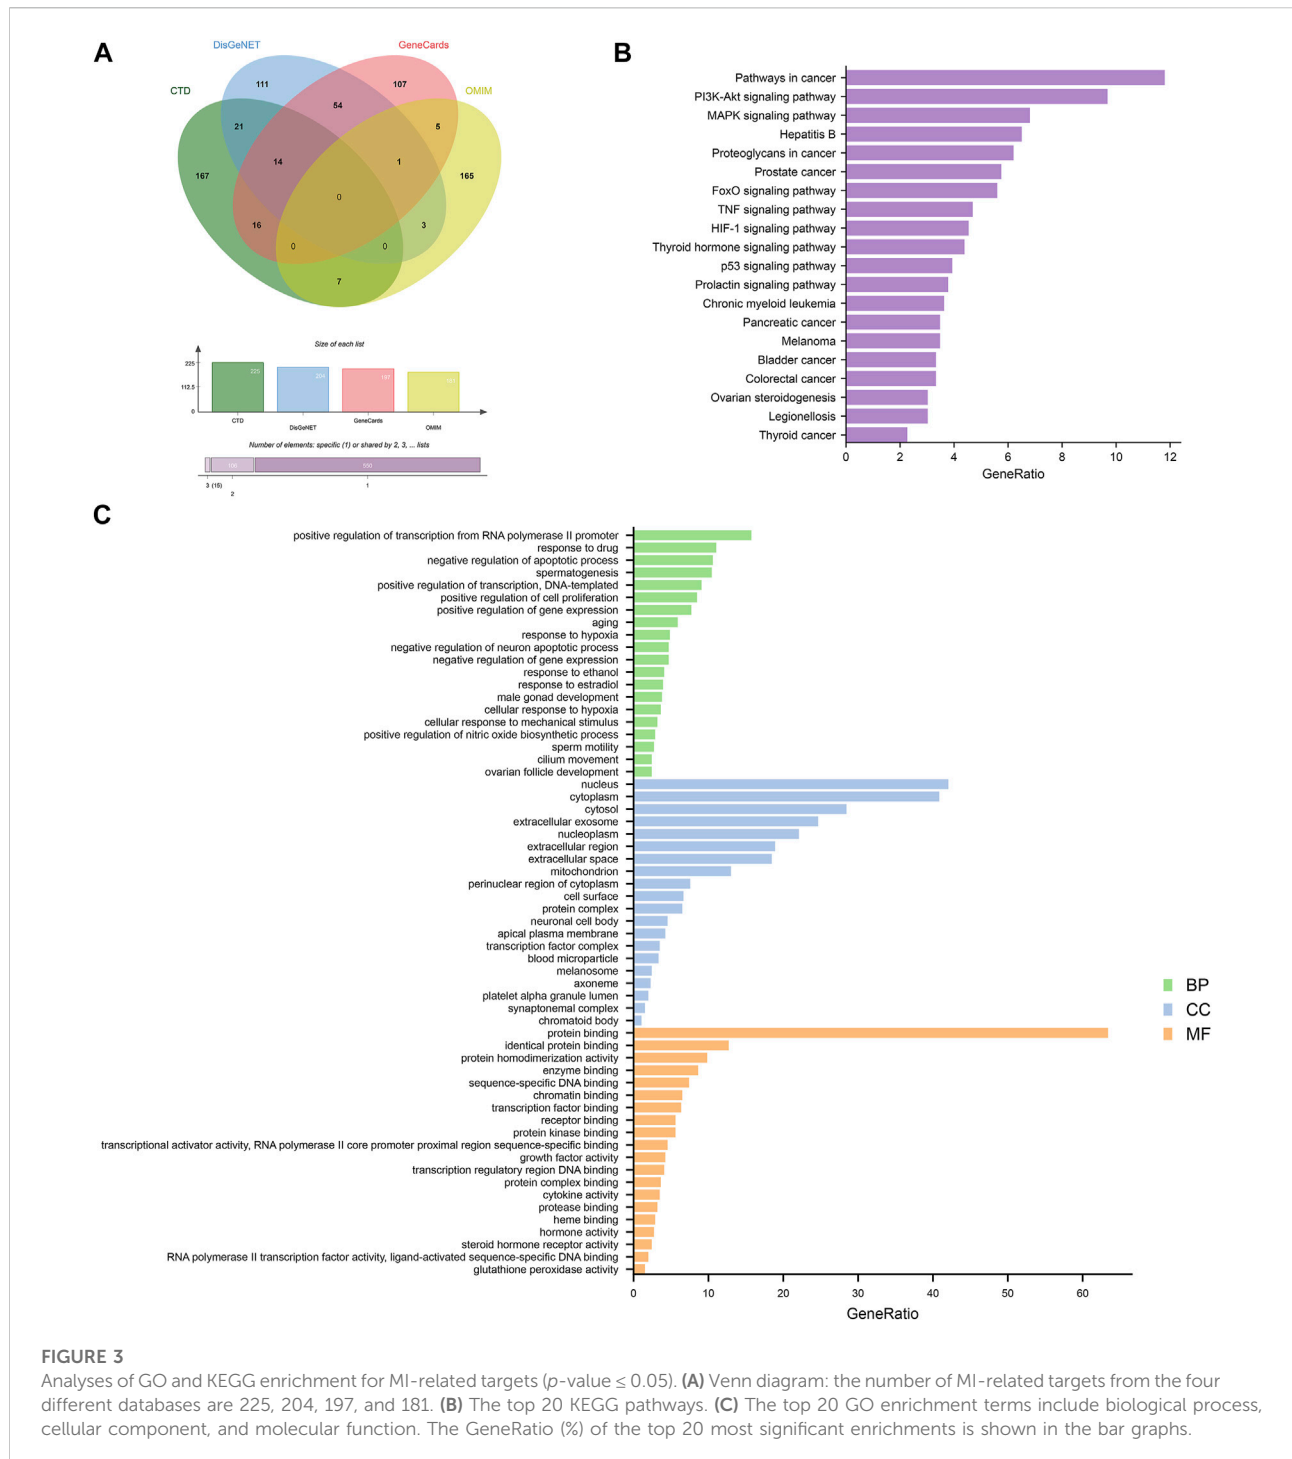 A
DisGeNET
GeneCards
CTD
OMIM
111
107
54
21
5
14
1
167
165
0
16
3
0
0
7
Size of each list
225
112.5
0
225
204
197
181
CTD
DisGeNET
GeneCards
OMIM
Number of elements: specific (1) or shared by 2, 3, ... lists
550
3 (15)
2
1
B
Pathways in cancer
PI3K-Akt signaling pathway
MAPK signaling pathway
Hepatitis B
Proteoglycans in cancer
Prostate cancer
FoxO signaling pathway
TNF signaling pathway
HIF-1 signaling pathway
Thyroid hormone signaling pathway
p53 signaling pathway
Prolactin signaling pathway
Chronic myeloid leukemia
Pancreatic cancer
Melanoma
Bladder cancer
Colorectal cancer
Ovarian steroidogenesis
Legionellosis
Thyroid cancer
0 2 4 6 8 10 12
GeneRatio
C
positive regulation of transcription from RNA polymerase II promoter
response to drug
negative regulation of apoptotic process
spermatogenesis
positive regulation of transcription, DNA-templated
positive regulation of cell proliferation
positive regulation of gene expression
aging
response to hypoxia
negative regulation of neuron apoptotic process
negative regulation of gene expression
response to ethanol
response to estradiol
male gonad development
cellular response to hypoxia
cellular response to mechanical stimulus
positive regulation of nitric oxide biosynthetic process
sperm motility
cilium movement
ovarian follicle development
nucleus
cytoplasm
cytosol
extracellular exosome
nucleoplasm
extracellular region
extracellular space
mitochondrion
perinuclear region of cytoplasm
cell surface
protein complex
neuronal cell body
apical plasma membrane
transcription factor complex
blood microparticle
melanosome
axoneme
platelet alpha granule lumen
synaptonemal complex
chromatoid body
protein binding
identical protein binding
protein homodimerization activity
enzyme binding
sequence-specific DNA binding
chromatin binding
transcription factor binding
receptor binding
protein kinase binding
transcriptional activator activity, RNA polymerase II core promoter proximal region sequence-specific binding
growth factor activity
transcription regulatory region DNA binding
protein complex binding
cytokine activity
protease binding
heme binding
hormone activity
steroid hormone receptor activity
RNA polymerase II transcription factor activity, ligand-activated sequence-specific DNA binding
glutathione peroxidase activity
0 10 20 30 40 50 60
GeneRatio
BP
CC
MF
FIGURE 3
Analyses of GO and KEGG enrichment for MI-related targets (p-value ≤ 0.05). (A) Venn diagram: the number of MI-related targets from the four
different databases are 225, 204, 197, and 181. (B) The top 20 KEGG pathways. (C) The top 20 GO enrichment terms include biological process,
cellular component, and molecular function. The GeneRatio (%) of the top 20 most significant enrichments is shown in the bar graphs.